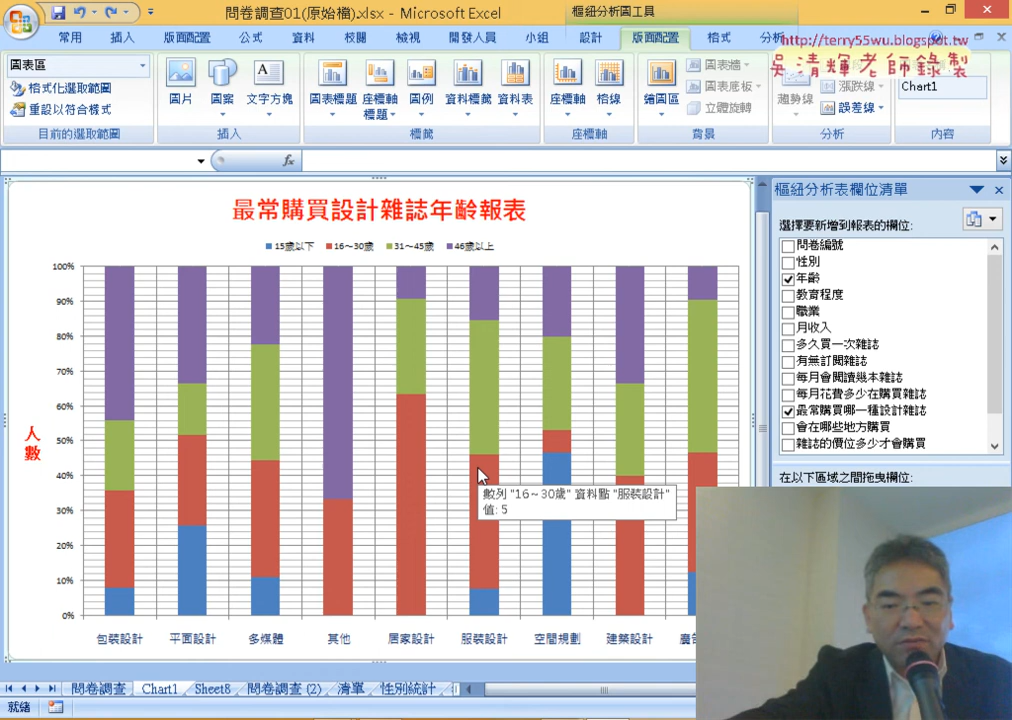 問卷調查01(原始檔).xlsx - Microsoft Excel
樞紐分析圖工具
常用 插入 版面配置 公式 資料 校閱 檢視 開發人員 小組 設計 版面配置 格式 分析
http://terry55wu.blogspot.tw
吳清輝老師錄製
圖表區
格式化選取範圍
重設以符合樣式
目前的選取範圍
圖片 圖案 文字方塊
插入
圖表標題 座標軸標題 圖例 資料標籤 資料表
標籤
座標軸 格線
座標軸
繪圖區
圖表牆
圖表底板
立體旋轉
背景
趨勢線
漲跌線
誤差線
分析
Chart1
內容
fx
最常購買設計雜誌年齡報表
15歲以下 16~30歲 31~45歲 46歲以上
100%
90%
80%
70%
60%
50%
40%
30%
20%
10%
0%
人數
數列 "16~30歲" 資料點 "服裝設計"
值: 5
包裝設計 平面設計 多媒體 其他 居家設計 服裝設計 空間規劃 建築設計
樞紐分析表欄位清單
選擇要新增到報表的欄位:
問卷編號
性別
年齡
教育程度
職業
月收入
多久買一次雜誌
有無訂閱雜誌
每月會閱讀幾本雜誌
每月花費多少在購買雜誌
最常購買哪一種設計雜誌
會在哪些地方購買
雜誌的價位多少才會購買
在以下區域之間拖曳欄位:
問卷調查 Chart1 Sheet8 問卷調查 (2) 清單 性別統計
就緒